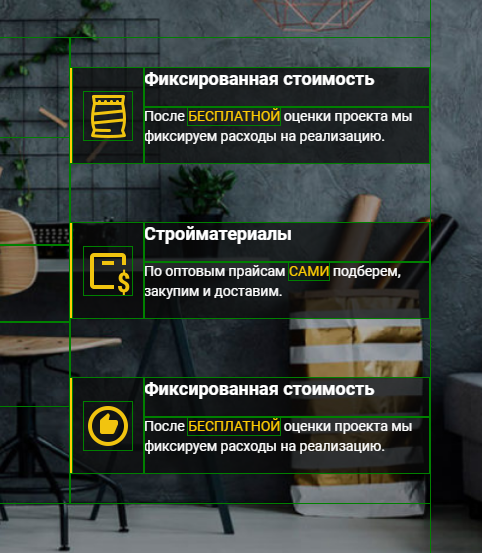 Фиксированная стоимость
После БЕСПЛАТНОЙ оценки проекта мы
фиксируем расходы на реализацию.
Стройматериалы
По оптовым прайсам САМИ подберем,
закупим и доставим.
Фиксированная стоимость
После БЕСПЛАТНОЙ оценки проекта мы
фиксируем расходы на реализацию.